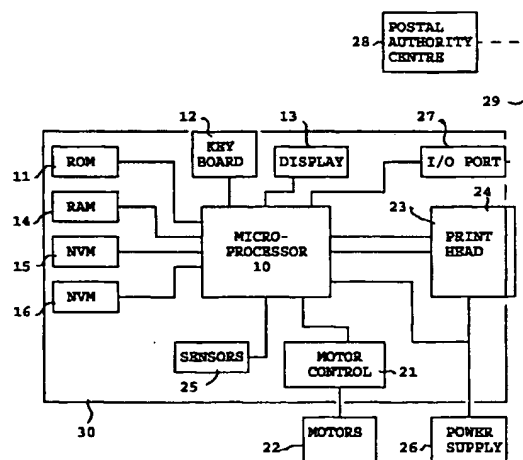 28
POSTAL
AUTHORITY
CENTRE
29
12
13
27
KEY
BOARD
DISPLAY
I/O PORT
11
ROM
24
14
RAM
23
MICRO-
PROCESSOR
10
PRINT
HEAD
15
NVM
16
NVM
SENSORS
25
MOTOR
CONTROL
21
30
22
MOTORS
26
POWER
SUPPLY